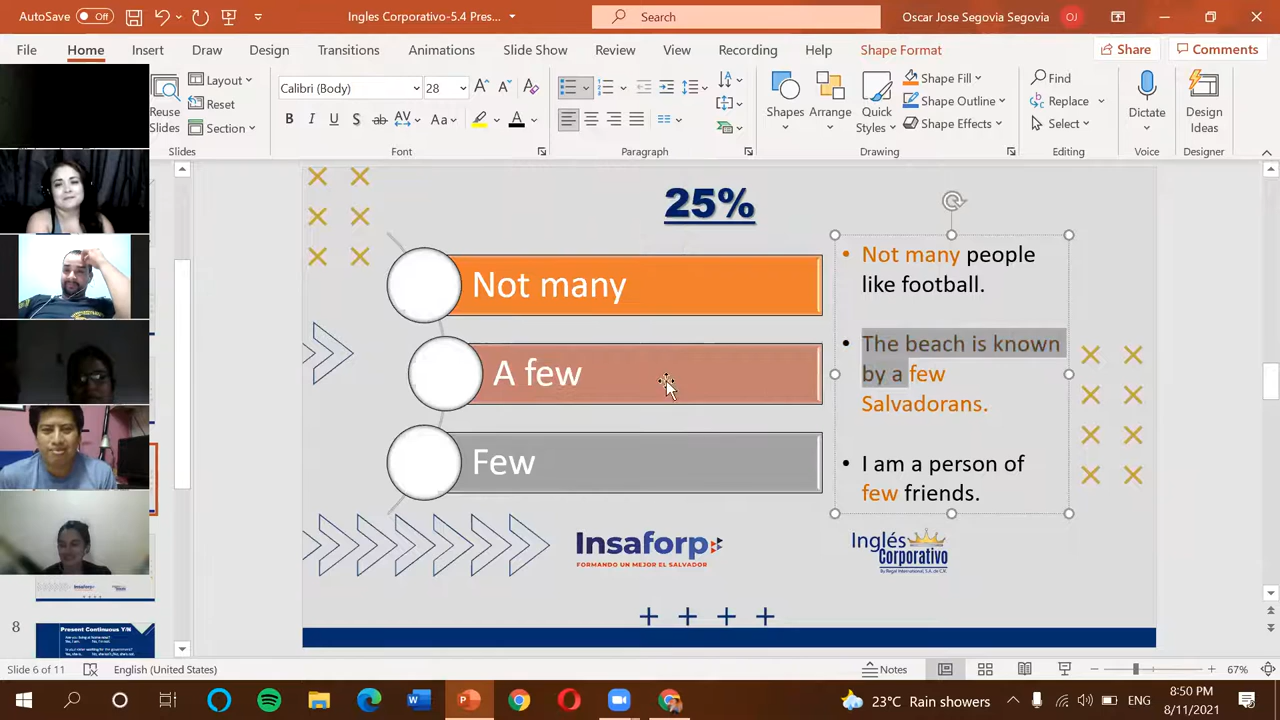 AutoSave Off
Ingles Corporativo-5.4 Pres...
Search
Oscar Jose Segovia Segovia
OJ
File Home Insert Draw Design Transitions Animations Slide Show Review View Recording Help Shape Format
Share
Comments
Reuse Slides
Layout
Reset
Section
Calibri (Body)
28
Shapes
Arrange
Quick Styles
Shape Fill
Shape Outline
Shape Effects
Find
Replace
Select
Dictate
Design Ideas
Slides
Font
Paragraph
Drawing
Editing
Voice
Designer
25%
Not many
A few
Few
• Not many people
like football.
• The beach is known
by a few
Salvadorans.
• I am a person of
few friends.
Insaforp
FORMANDO UN MEJOR EL SALVADOR
Inglés
Corporativo
8
Present Continuous Y/N
Slide 6 of 11
English (United States)
Notes
67%
23°C Rain showers
ENG
8:50 PM
8/11/2021